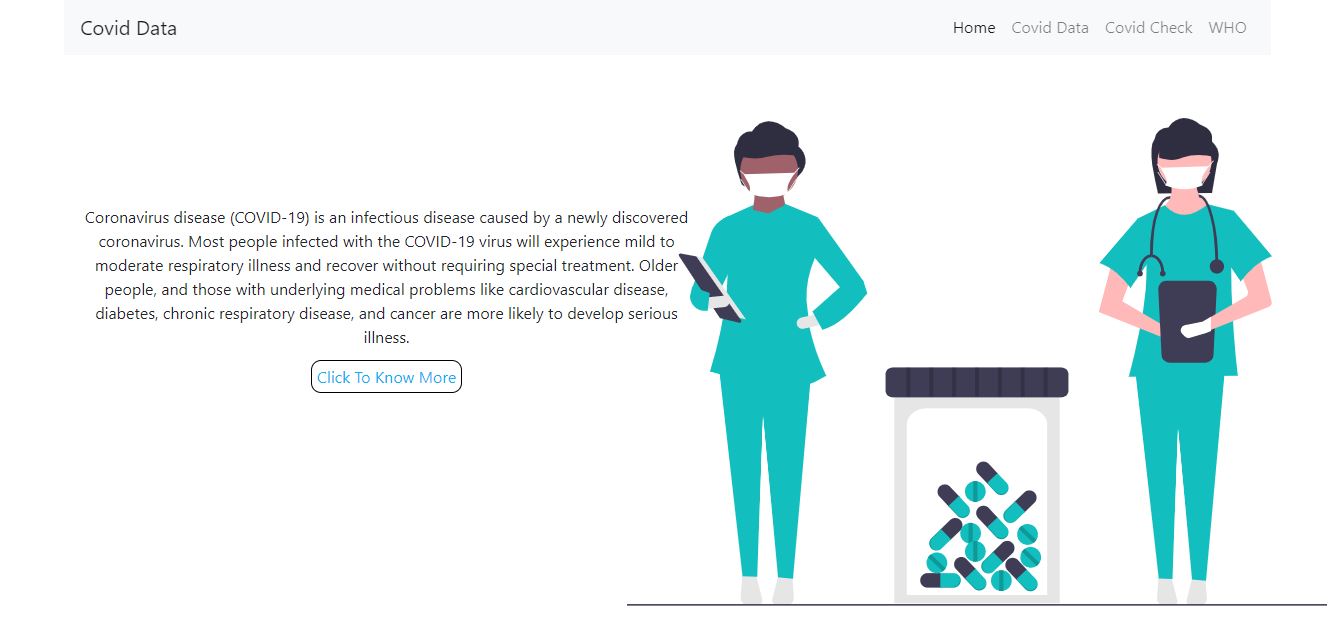 Covid Data
Home Covid Data Covid Check WHO
Coronavirus disease (COVID-19) is an infectious disease caused by a newly discovered
coronavirus. Most people infected with the COVID-19 virus will experience mild to
moderate respiratory illness and recover without requiring special treatment. Older
people, and those with underlying medical problems like cardiovascular disease,
diabetes, chronic respiratory disease, and cancer are more likely to develop serious
illness.
Click To Know More